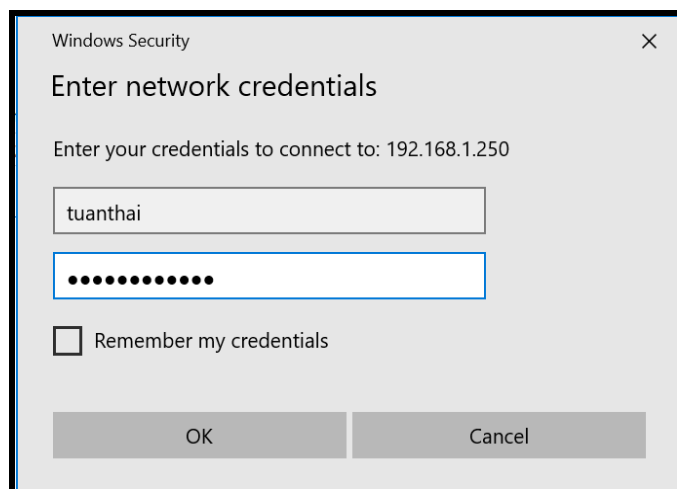 Windows Security
Enter network credentials
Enter your credentials to connect to: 192.168.1.250
tuanthai
●●●●●●●●●●●●
Remember my credentials
OK
Cancel